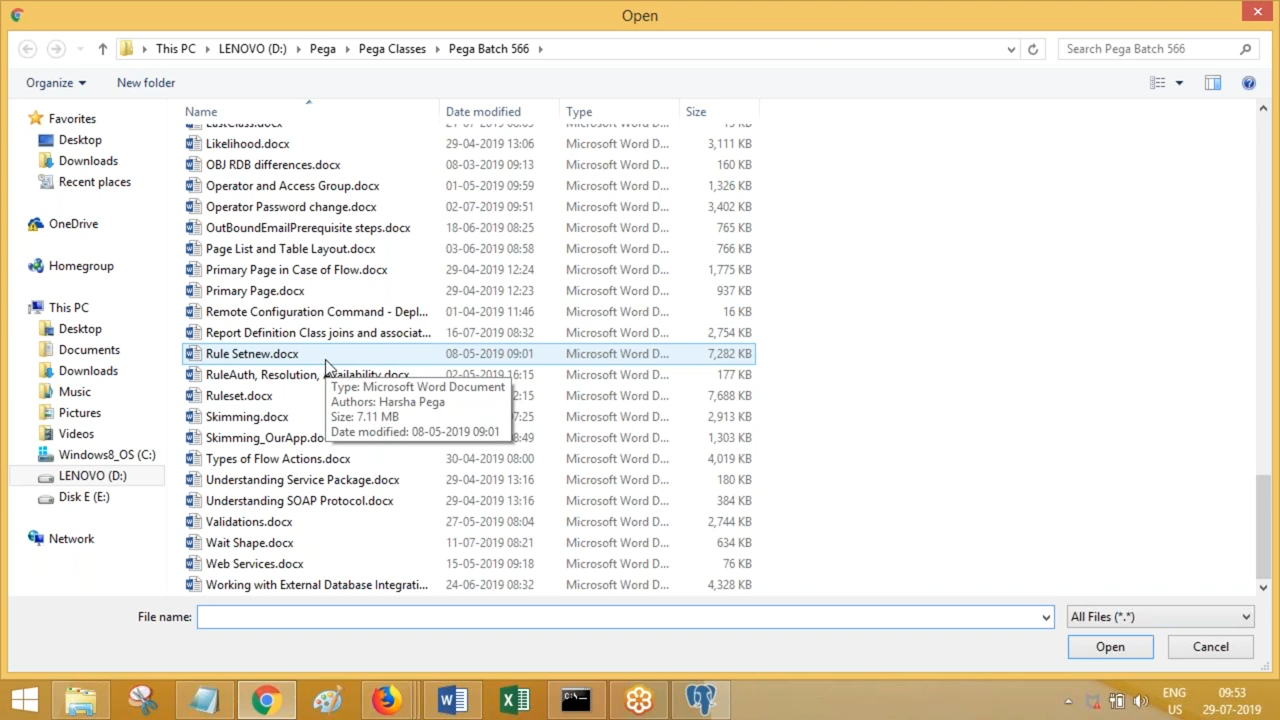 Open
This PC LENOVO (D:) Pega Pega Classes Pega Batch 566
Search Pega Batch 566
Organize New folder
Name Date modified Type Size
LastClass.docx
Likelihood.docx 29-04-2019 13:06 Microsoft Word D... 3,111 KB
OBJ RDB differences.docx 08-03-2019 09:13 Microsoft Word D... 160 KB
Operator and Access Group.docx 01-05-2019 09:59 Microsoft Word D... 1,326 KB
Operator Password change.docx 02-07-2019 09:51 Microsoft Word D... 3,402 KB
OutBoundEmailPrerequisite steps.docx 18-06-2019 08:25 Microsoft Word D... 765 KB
Page List and Table Layout.docx 03-06-2019 08:58 Microsoft Word D... 766 KB
Primary Page in Case of Flow.docx 29-04-2019 12:24 Microsoft Word D... 1,775 KB
Primary Page.docx 29-04-2019 12:23 Microsoft Word D... 937 KB
Remote Configuration Command - Depl... 01-04-2019 11:46 Microsoft Word D... 16 KB
Report Definition Class joins and associat... 16-07-2019 08:32 Microsoft Word D... 2,754 KB
Rule Setnew.docx 08-05-2019 09:01 Microsoft Word D... 7,282 KB
RuleAuth, Resolution, Availability.docx 02-05-2019 16:15 Microsoft Word D... 177 KB
Ruleset.docx 2:15 Microsoft Word D... 7,688 KB
Skimming.docx 7:25 Microsoft Word D... 2,913 KB
Skimming_OurApp.do 8:49 Microsoft Word D... 1,303 KB
Types of Flow Actions.docx 30-04-2019 08:00 Microsoft Word D... 4,019 KB
Understanding Service Package.docx 29-04-2019 13:16 Microsoft Word D... 180 KB
Understanding SOAP Protocol.docx 29-04-2019 13:16 Microsoft Word D... 384 KB
Validations.docx 27-05-2019 08:04 Microsoft Word D... 2,744 KB
Wait Shape.docx 11-07-2019 08:21 Microsoft Word D... 634 KB
Web Services.docx 15-05-2019 09:18 Microsoft Word D... 76 KB
Working with External Database Integrati... 24-06-2019 08:32 Microsoft Word D... 4,328 KB
Type: Microsoft Word Document
Authors: Harsha Pega
Size: 7.11 MB
Date modified: 08-05-2019 09:01
Favorites
Desktop
Downloads
Recent places
OneDrive
Homegroup
This PC
Desktop
Documents
Downloads
Music
Pictures
Videos
Windows8_OS (C:)
LENOVO (D:)
Disk E (E:)
Network
File name:
All Files (*.*)
Open Cancel
ENG 09:53
US 29-07-2019